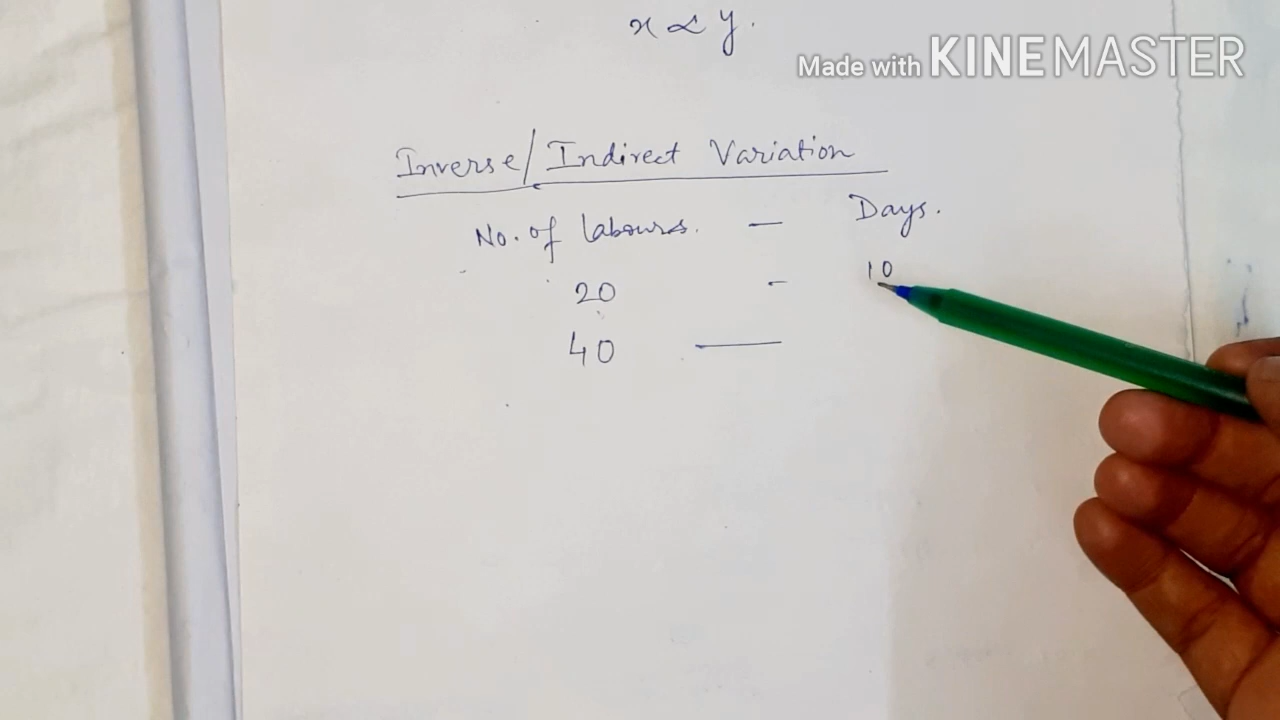 x ∝ y.
Made with KINEMASTER
Inverse/Indirect Variation
No. of labours. — Days.
20 - 10
40 —